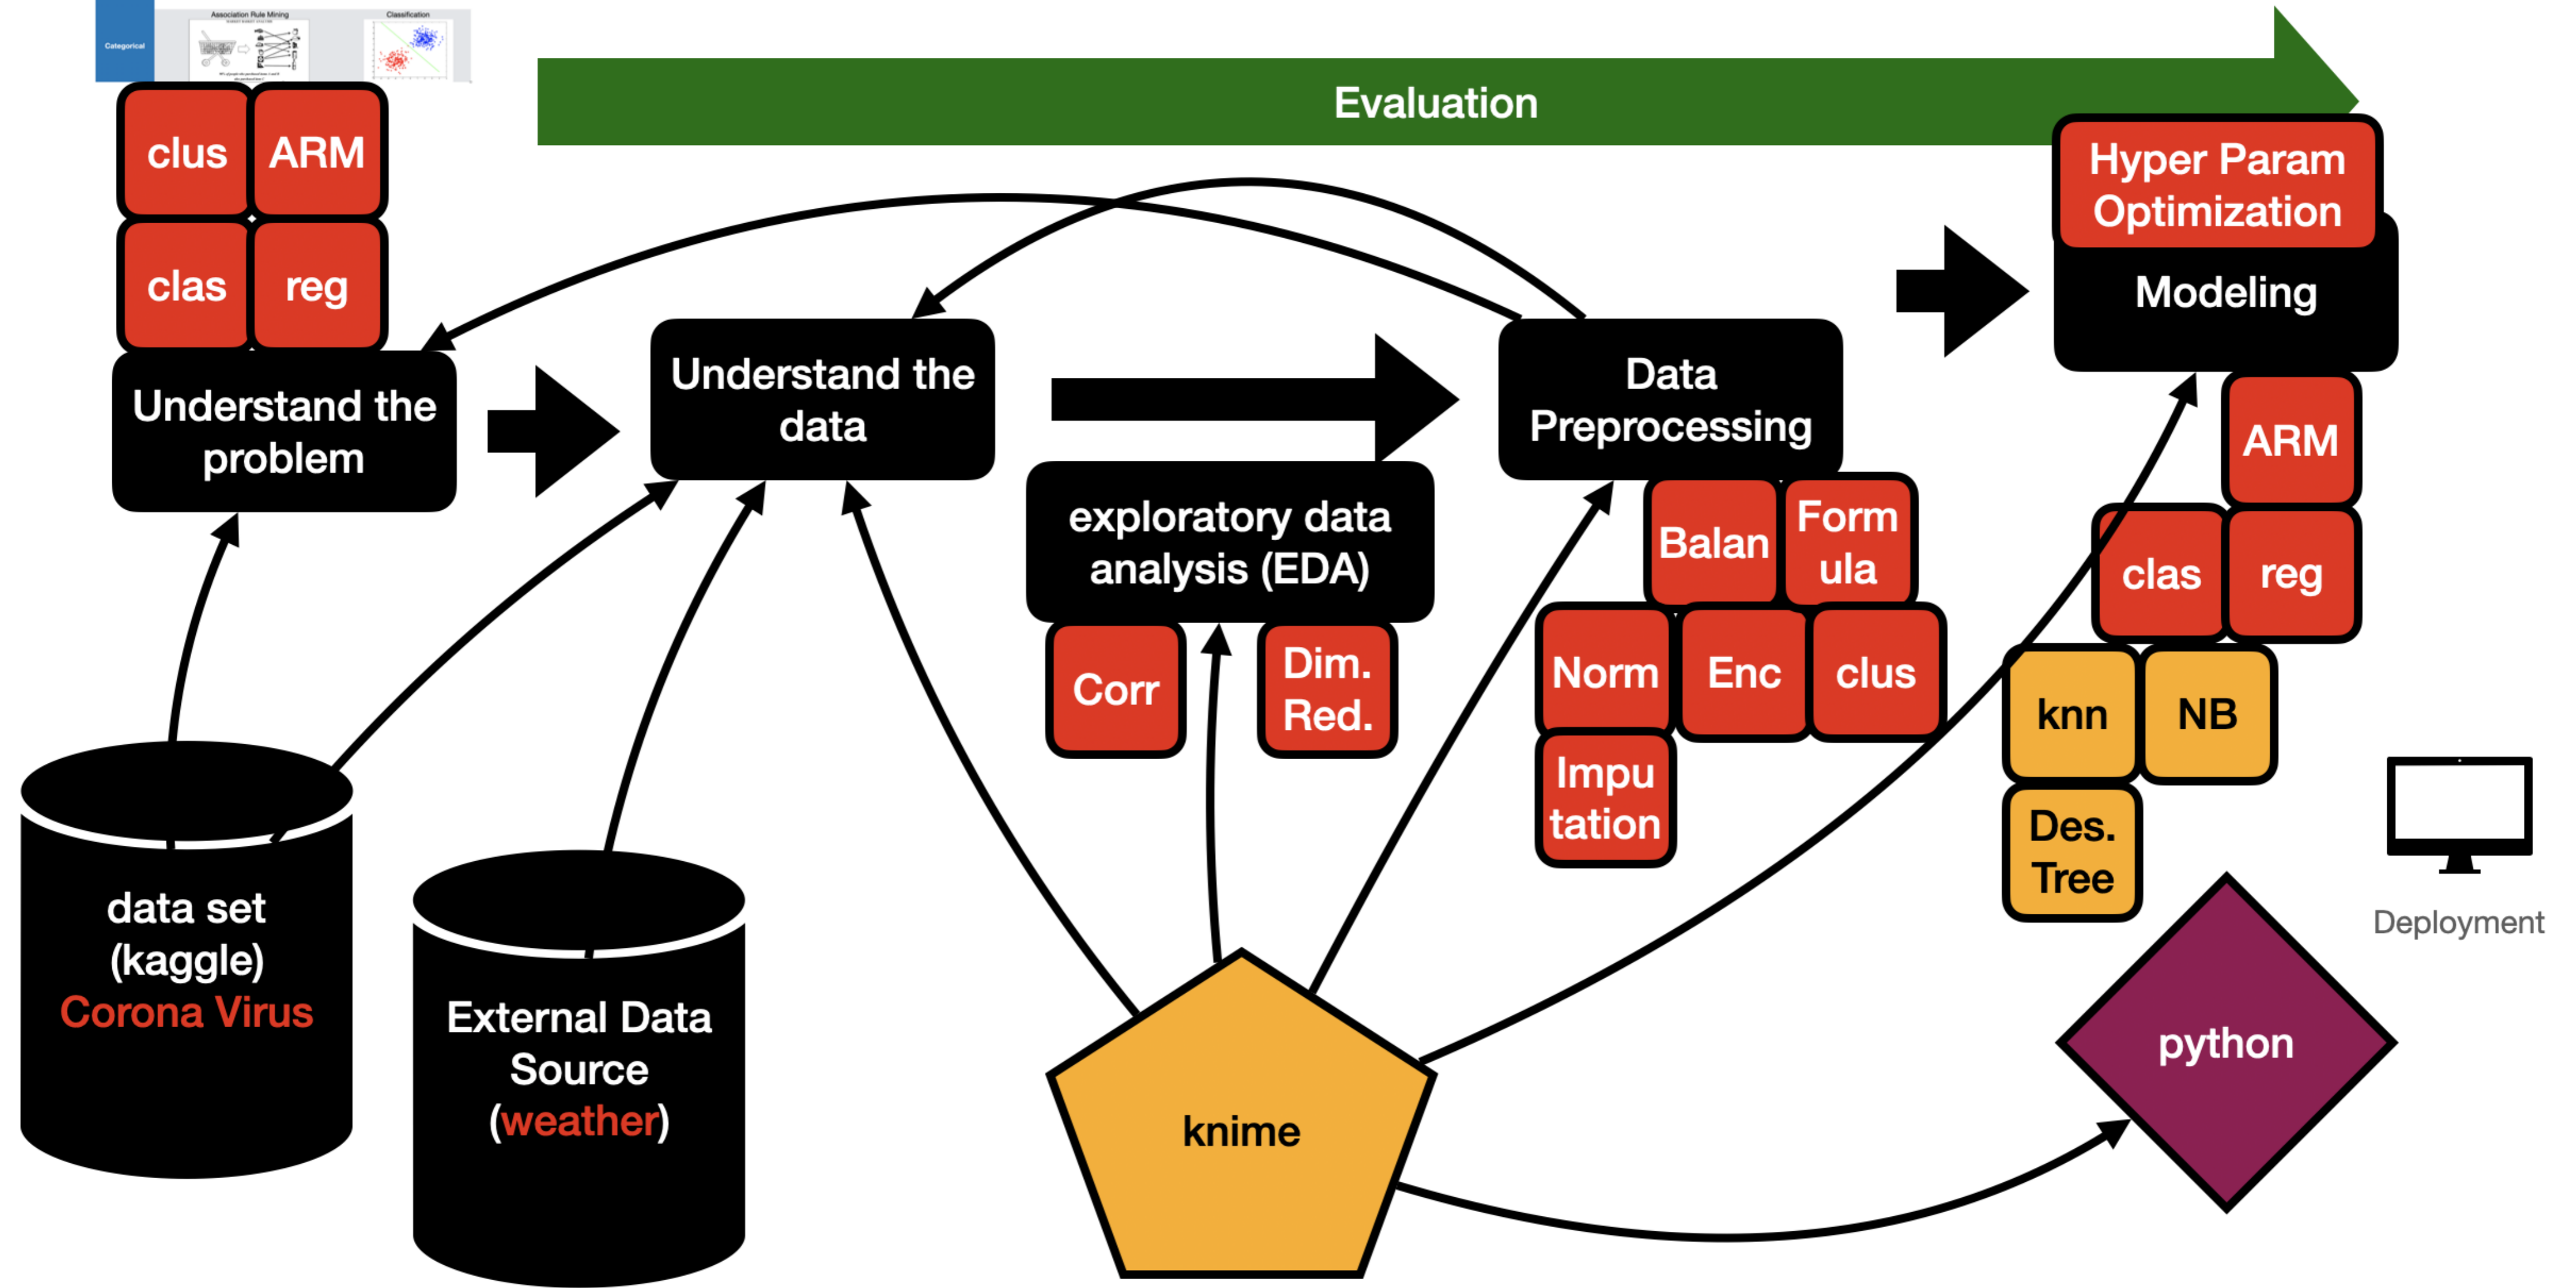 Association Rule Mining
Classification
Categorical
clus
ARM
clas
reg
Evaluation
Hyper Param
Optimization
Modeling
Understand the
problem
Understand the
data
Data
Preprocessing
exploratory data
analysis (EDA)
Corr
Dim.
Red.
Balan
Form
ula
Norm
Enc
clus
Impu
tation
ARM
clas
reg
knn
NB
Des.
Tree
Deployment
data set
(kaggle)
Corona Virus
External Data
Source
(weather)
knime
python